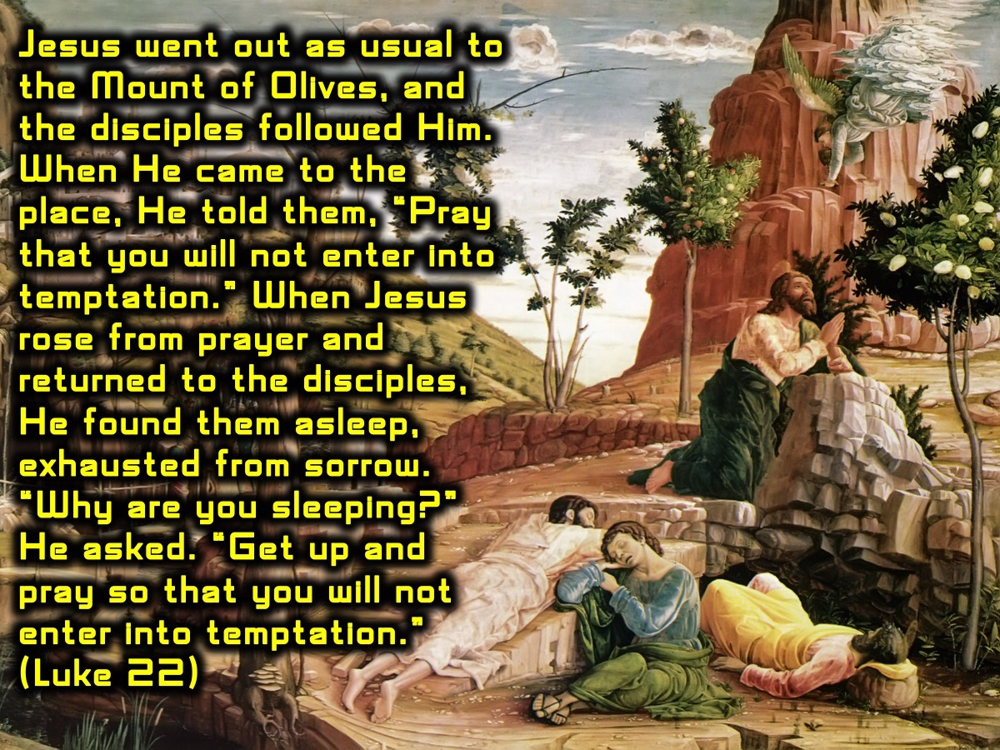 Jesus went out as usual to
the Mount of Olives, and
the disciples followed Him.
When He came to the
place, He told them, "Pray
that you will not enter into
temptation." When Jesus
rose from prayer and
returned to the disciples,
He found them asleep,
exhausted from sorrow.
"Why are you sleeping?"
He asked. "Get up and
pray so that you will not
enter into temptation."
(Luke 22)